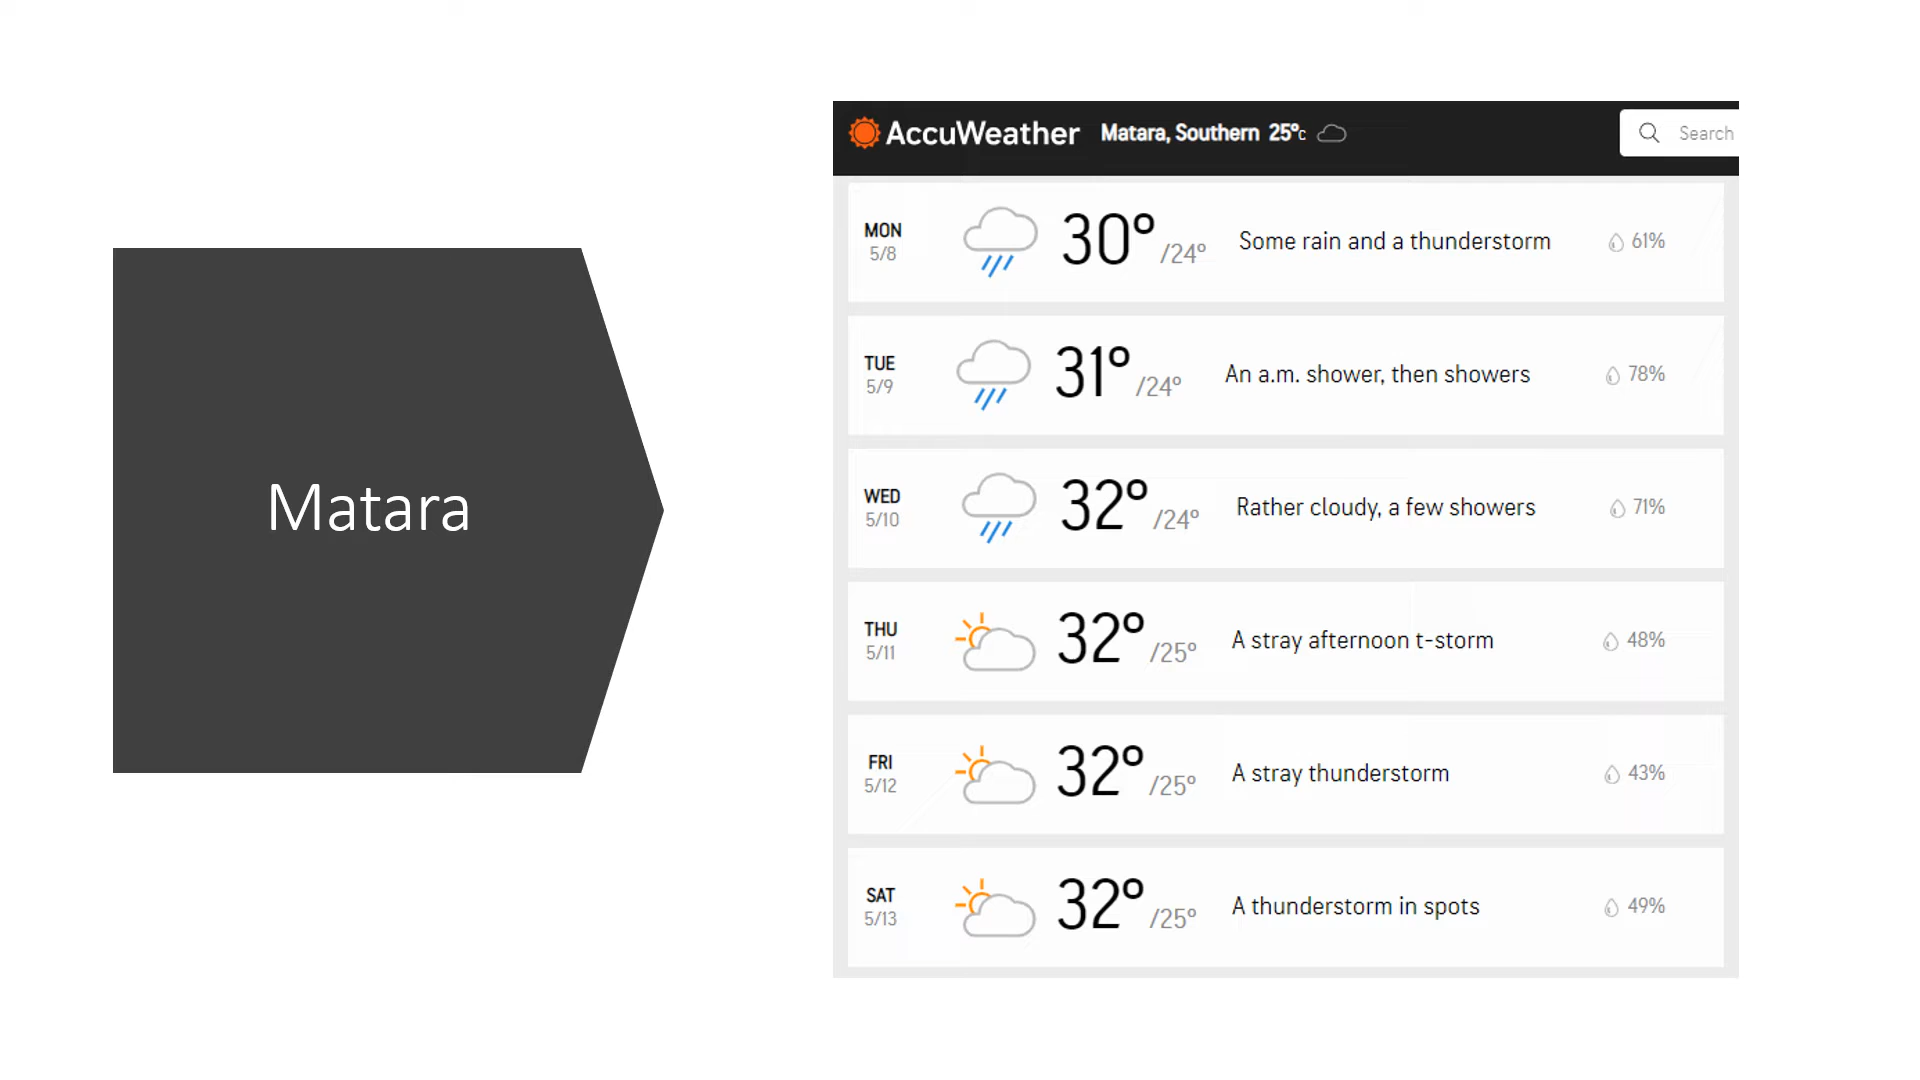 Matara
AccuWeather Matara, Southern 25°C Search
MON 30° /24° Some rain and a thunderstorm 61%
5/8
TUE 31° /24° An a.m. shower, then showers 78%
5/9
WED 32° /24° Rather cloudy, a few showers 71%
5/10
THU 32° /25° A stray afternoon t-storm 48%
5/11
FRI 32° /25° A stray thunderstorm 43%
5/12
SAT 32° /25° A thunderstorm in spots 49%
5/13